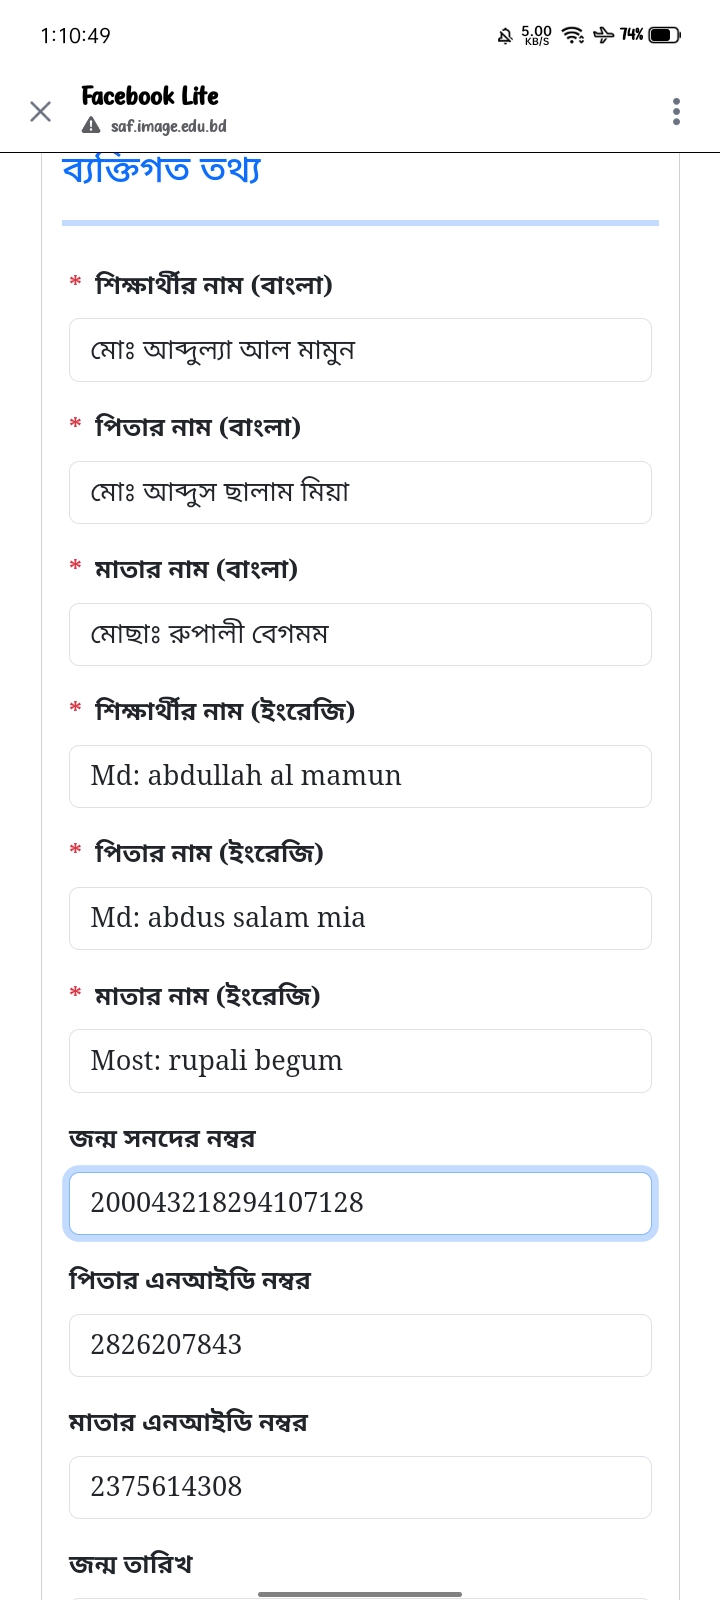 1:10:49
5.00
KB/S
74%
Facebook Lite
saf.image.edu.bd
ব্যক্তিগত তথ্য
* শিক্ষার্থীর নাম (বাংলা)
মোঃ আব্দুল্যা আল মামুন
* পিতার নাম (বাংলা)
মোঃ আব্দুস ছালাম মিয়া
* মাতার নাম (বাংলা)
মোছাঃ রুপালী বেগমম
* শিক্ষার্থীর নাম (ইংরেজি)
Md: abdullah al mamun
* পিতার নাম (ইংরেজি)
Md: abdus salam mia
* মাতার নাম (ইংরেজি)
Most: rupali begum
জন্ম সনদের নম্বর
200043218294107128
পিতার এনআইডি নম্বর
2826207843
মাতার এনআইডি নম্বর
2375614308
জন্ম তারিখ